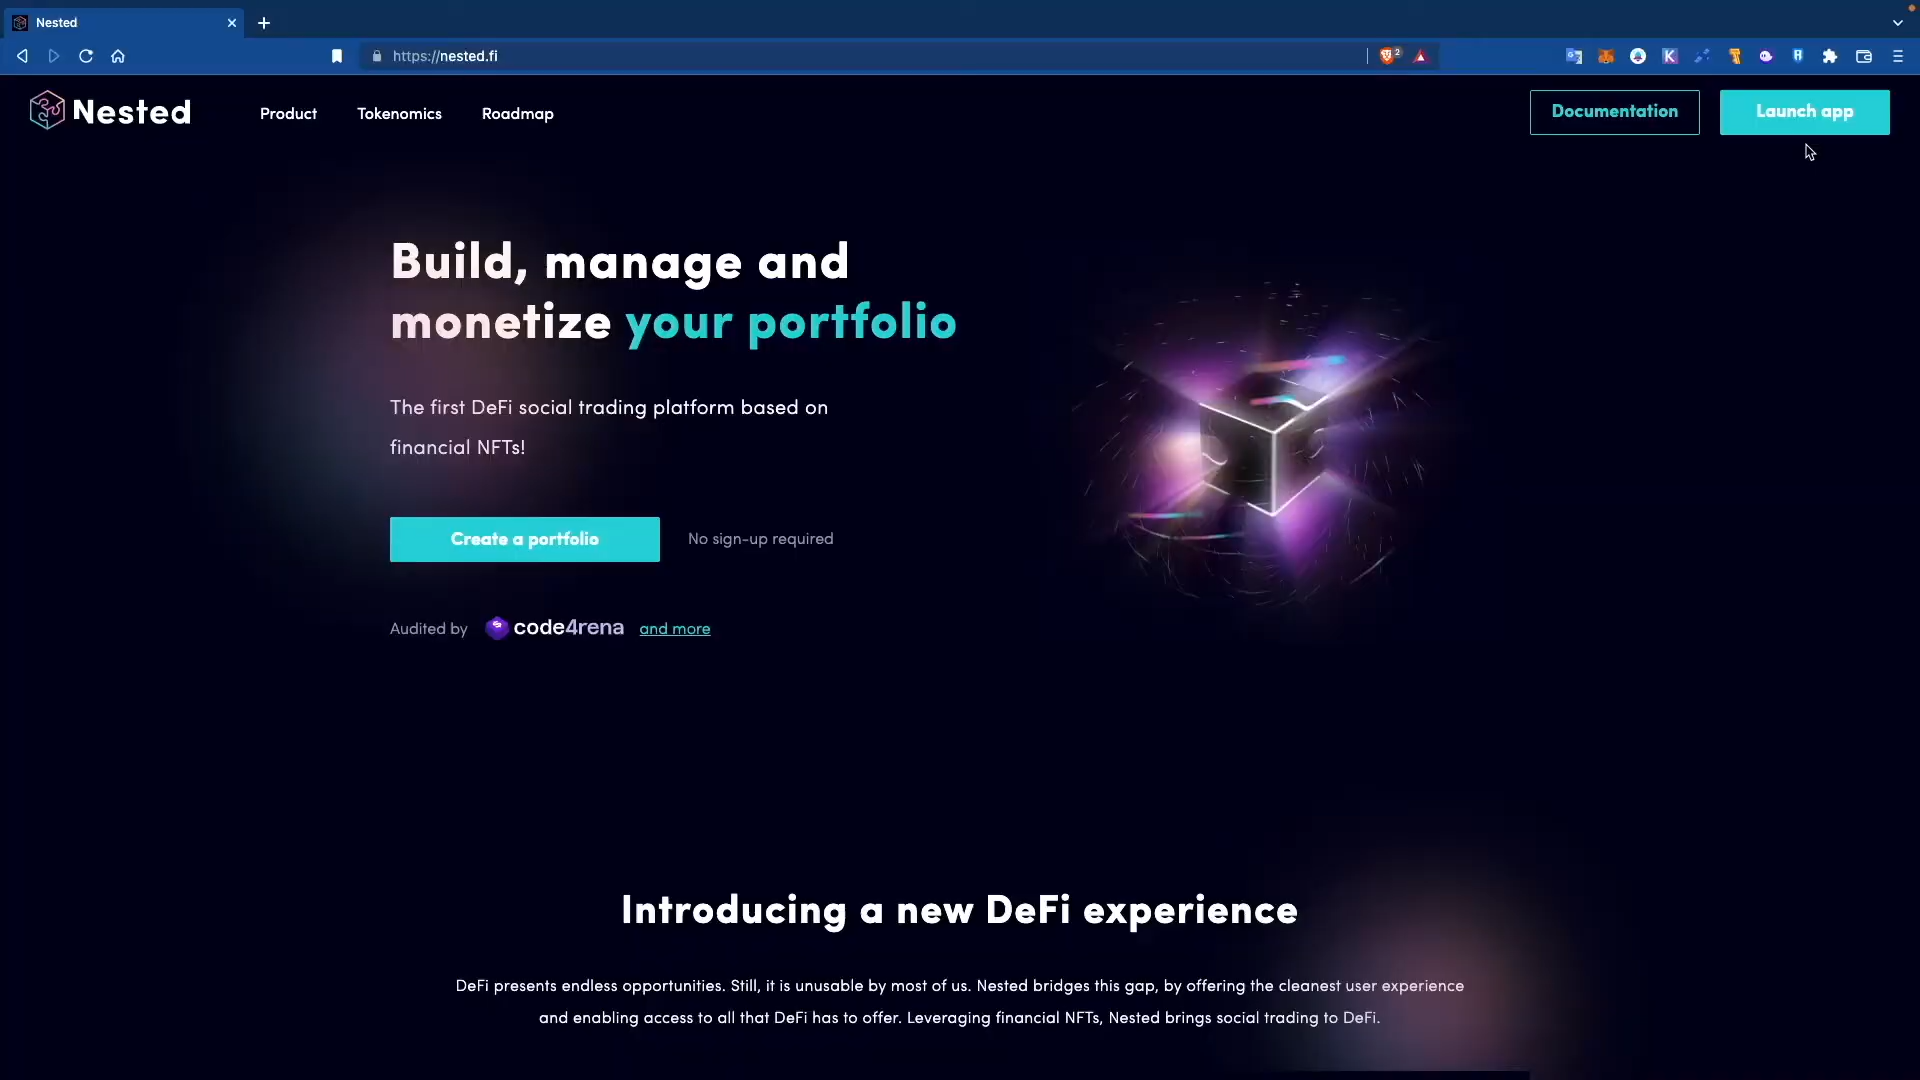 Nested
https://nested.fi
2
Nested
Product
Tokenomics
Roadmap
Documentation
Launch app
Build, manage and
monetize your portfolio
The first DeFi social trading platform based on
financial NFTs!
Create a portfolio
No sign-up required
Audited by code4rena and more
Introducing a new DeFi experience
DeFi presents endless opportunities. Still, it is unusable by most of us. Nested bridges this gap, by offering the cleanest user experience
and enabling access to all that DeFi has to offer. Leveraging financial NFTs, Nested brings social trading to DeFi.